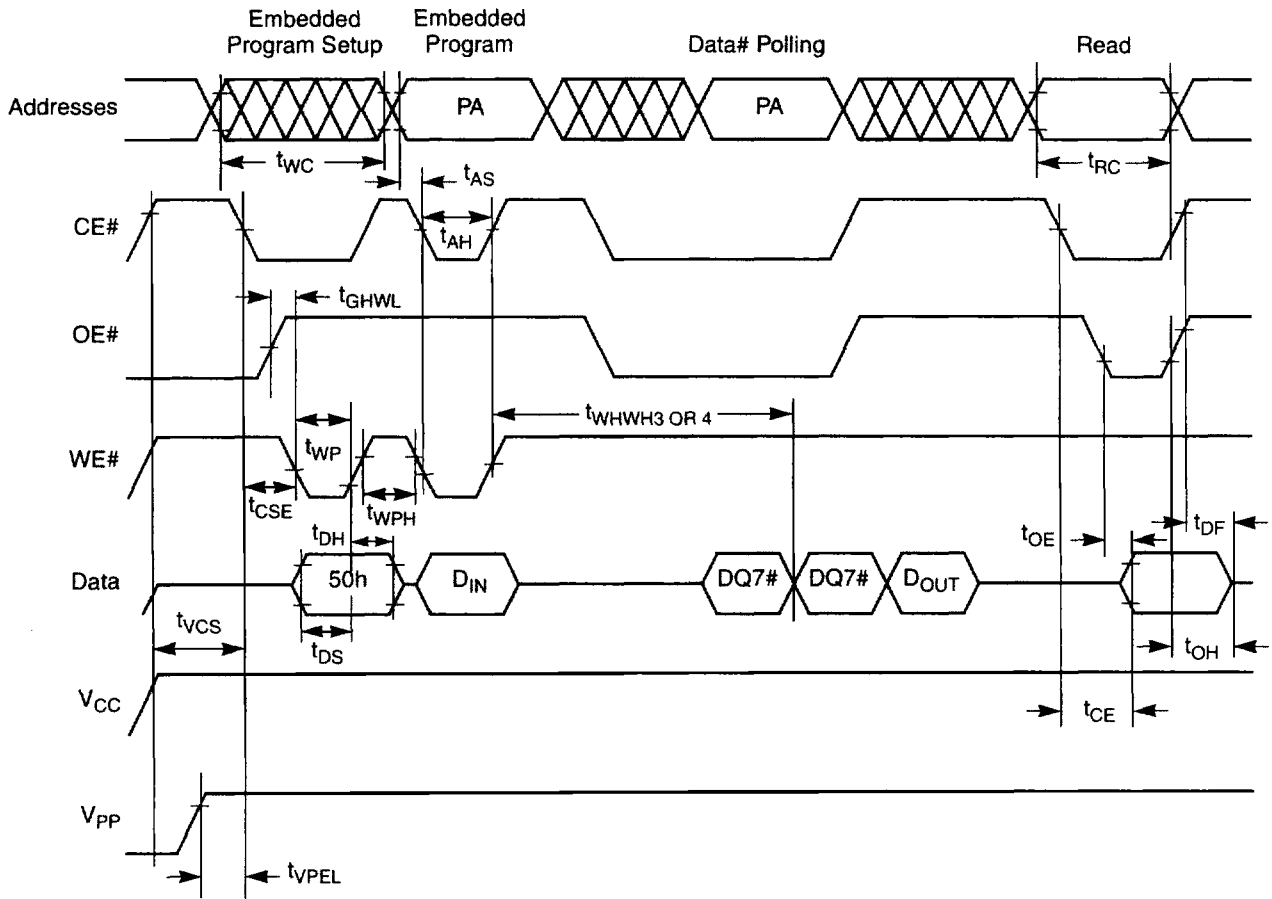 Embedded
Program Setup
Embedded
Program
Data# Polling
Read
Addresses
PA
PA
tWC
tAS
tRC
CE#
tAH
tGHWL
OE#
tWHWH3 OR 4
WE#
tWP
tCSE
tWPH
tDH
tOE
tDF
Data
50h
DIN
DQ7#
DQ7#
DOUT
tVCS
tDS
tOH
VCC
tCE
VPP
tVPEL